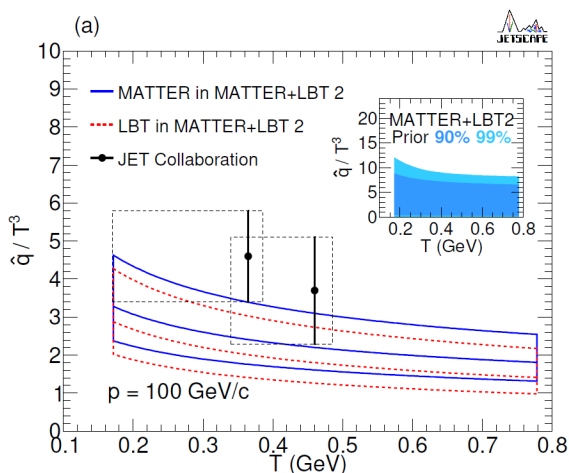 (a)
JETSCAPE
MATTER in MATTER+LBT 2
LBT in MATTER+LBT 2
JET Collaboration
MATTER+LBT2
Prior 90% 99%
q̂ / T³
20
15
10
5
0
0.2 0.4 0.6 0.8
T (GeV)
p = 100 GeV/c
q̂ / T³
10
9
8
7
6
5
4
3
2
1
0
0.1 0.2 0.3 0.4 0.5 0.6 0.7 0.8
T (GeV)